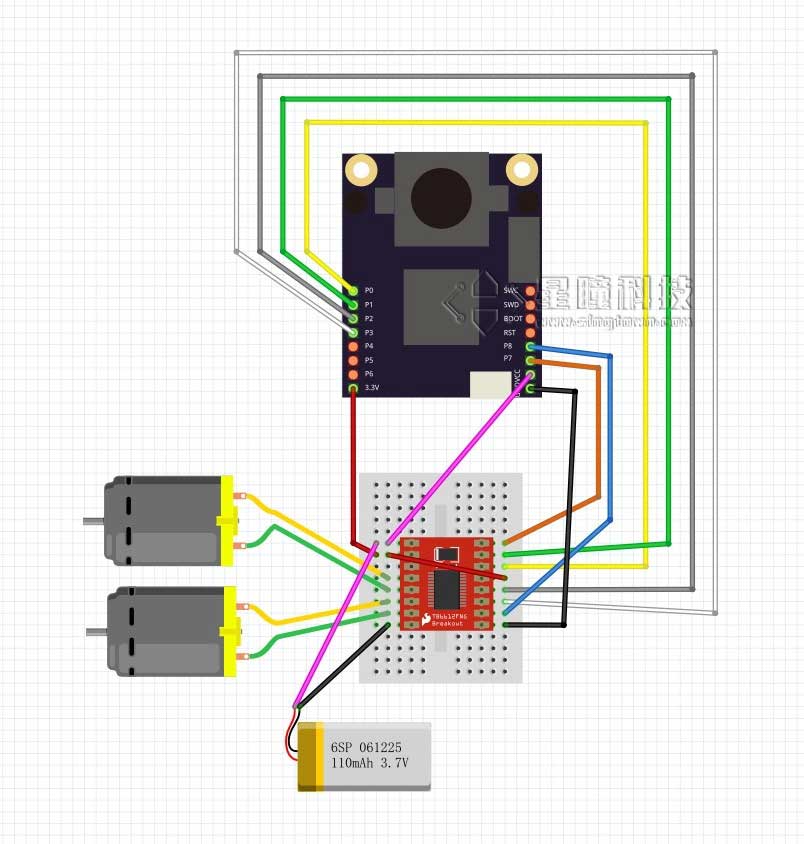 P0
P1
P2
P3
P4
P5
P6
3.3V
SWC
SWD
BOOT
RST
P8
P7
星瞳科技
www.singtown.com
TB6612FNG
Breakout
6SP 061225
110mAh 3.7V